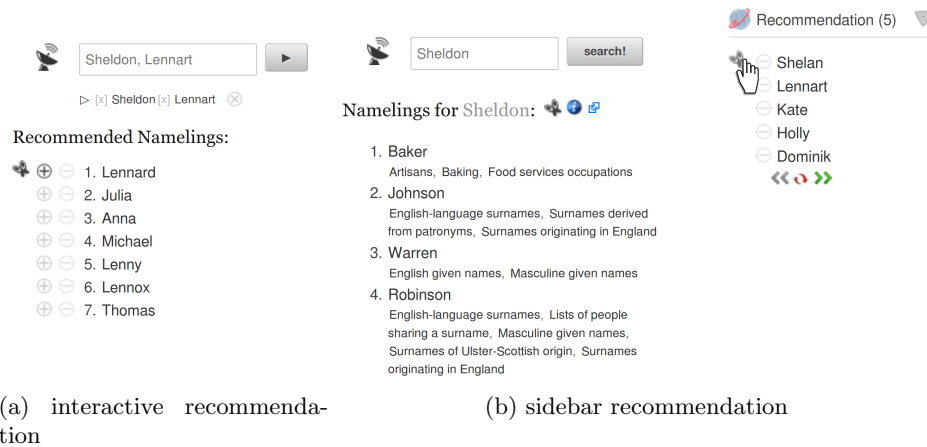 Sheldon, Lennart
▷ [x] Sheldon [x] Lennart
Recommended Namelings:
1. Lennard
2. Julia
3. Anna
4. Michael
5. Lenny
6. Lennox
7. Thomas
(a) interactive recommenda-
tion
Sheldon
search!
Namelings for Sheldon:
1. Baker
Artisans, Baking, Food services occupations
2. Johnson
English-language surnames, Surnames derived
from patronyms, Surnames originating in England
3. Warren
English given names, Masculine given names
4. Robinson
English-language surnames, Lists of people
sharing a surname, Masculine given names,
Surnames of Ulster-Scottish origin, Surnames
originating in England
Recommendation (5)
Shelan
Lennart
Kate
Holly
Dominik
(b) sidebar recommendation